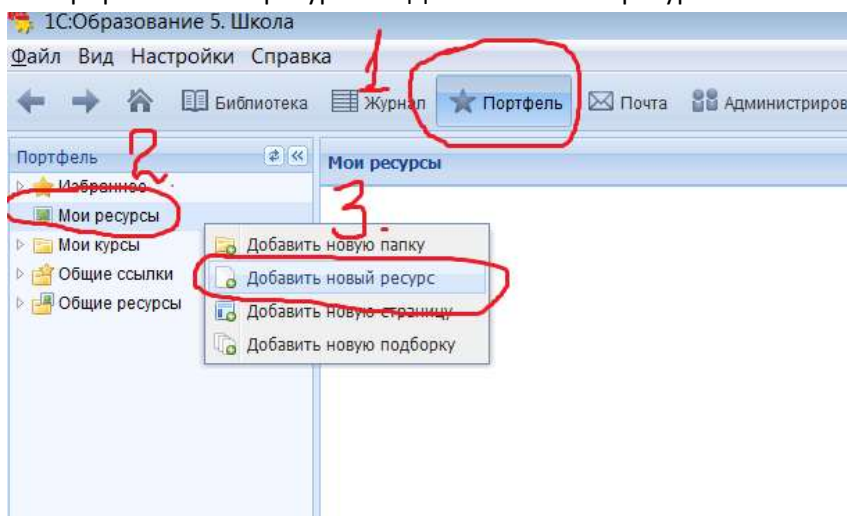 1С:Образование 5. Школа
Файл Вид Настройки Справка
1
Библиотека Журнал Портфель Почта Администриров
Портфель 2
Мои ресурсы
Избранное
3.
Мои ресурсы
Мои курсы
Общие ссылки
Общие ресурсы
Добавить новую папку
Добавить новый ресурс
Добавить новую страницу
Добавить новую подборку